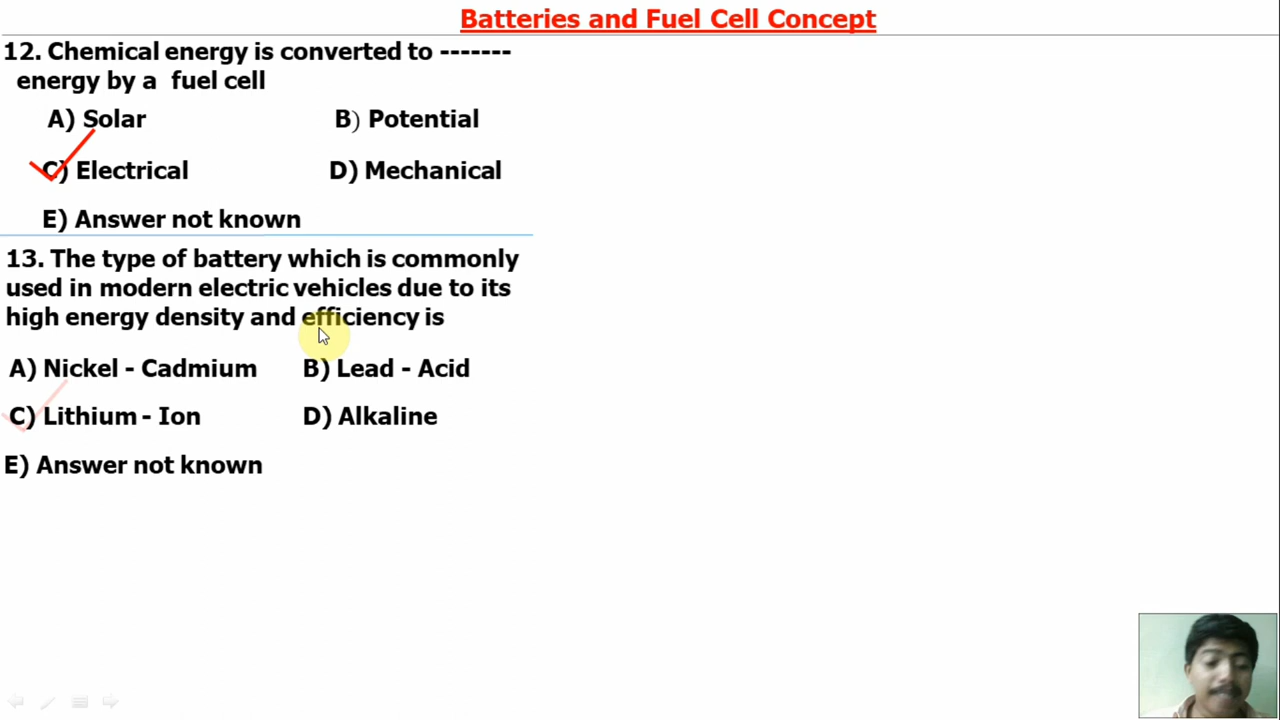 Batteries and Fuel Cell Concept
12. Chemical energy is converted to -------
energy by a fuel cell
A) Solar B) Potential
C) Electrical D) Mechanical
E) Answer not known
13. The type of battery which is commonly
used in modern electric vehicles due to its
high energy density and efficiency is
A) Nickel - Cadmium B) Lead - Acid
C) Lithium - Ion D) Alkaline
E) Answer not known